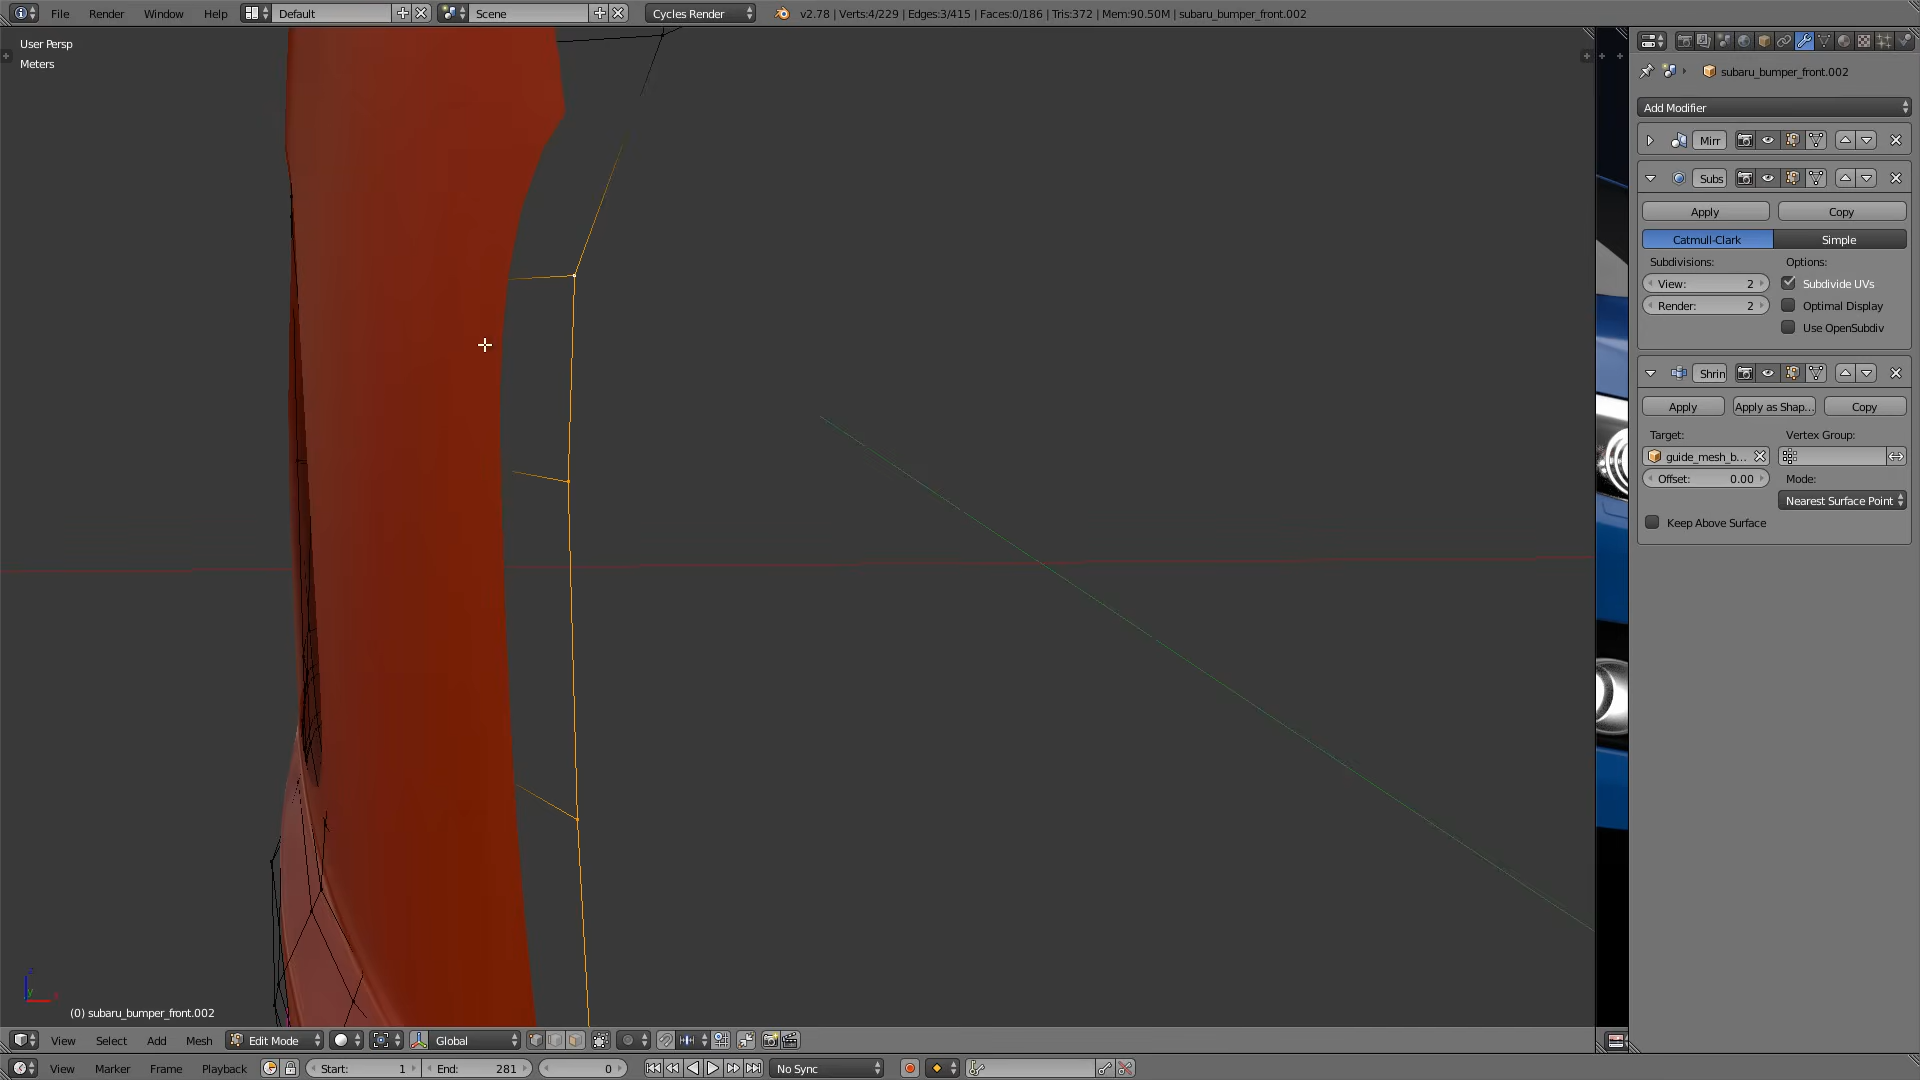 File Render Window Help Default Scene Cycles Render v2.78 | Verts:4/229 | Edges:3/415 | Faces:0/186 | Tris:372 | Mem:90.50M | subaru_bumper_front.002
User Persp
Meters
subaru_bumper_front.002
Add Modifier
Mirr
Subs
Apply Copy
Catmull-Clark Simple
Subdivisions: Options:
View: 2 Subdivide UVs
Render: 2 Optimal Display
Use OpenSubdiv
Shrin
Apply Apply as Shap... Copy
Target: Vertex Group:
guide_mesh_b...
Offset: 0.00 Mode:
Nearest Surface Point
Keep Above Surface
z
y x
(0) subaru_bumper_front.002
View Select Add Mesh Edit Mode Global
View Marker Frame Playback Start: 1 End: 281 0 No Sync